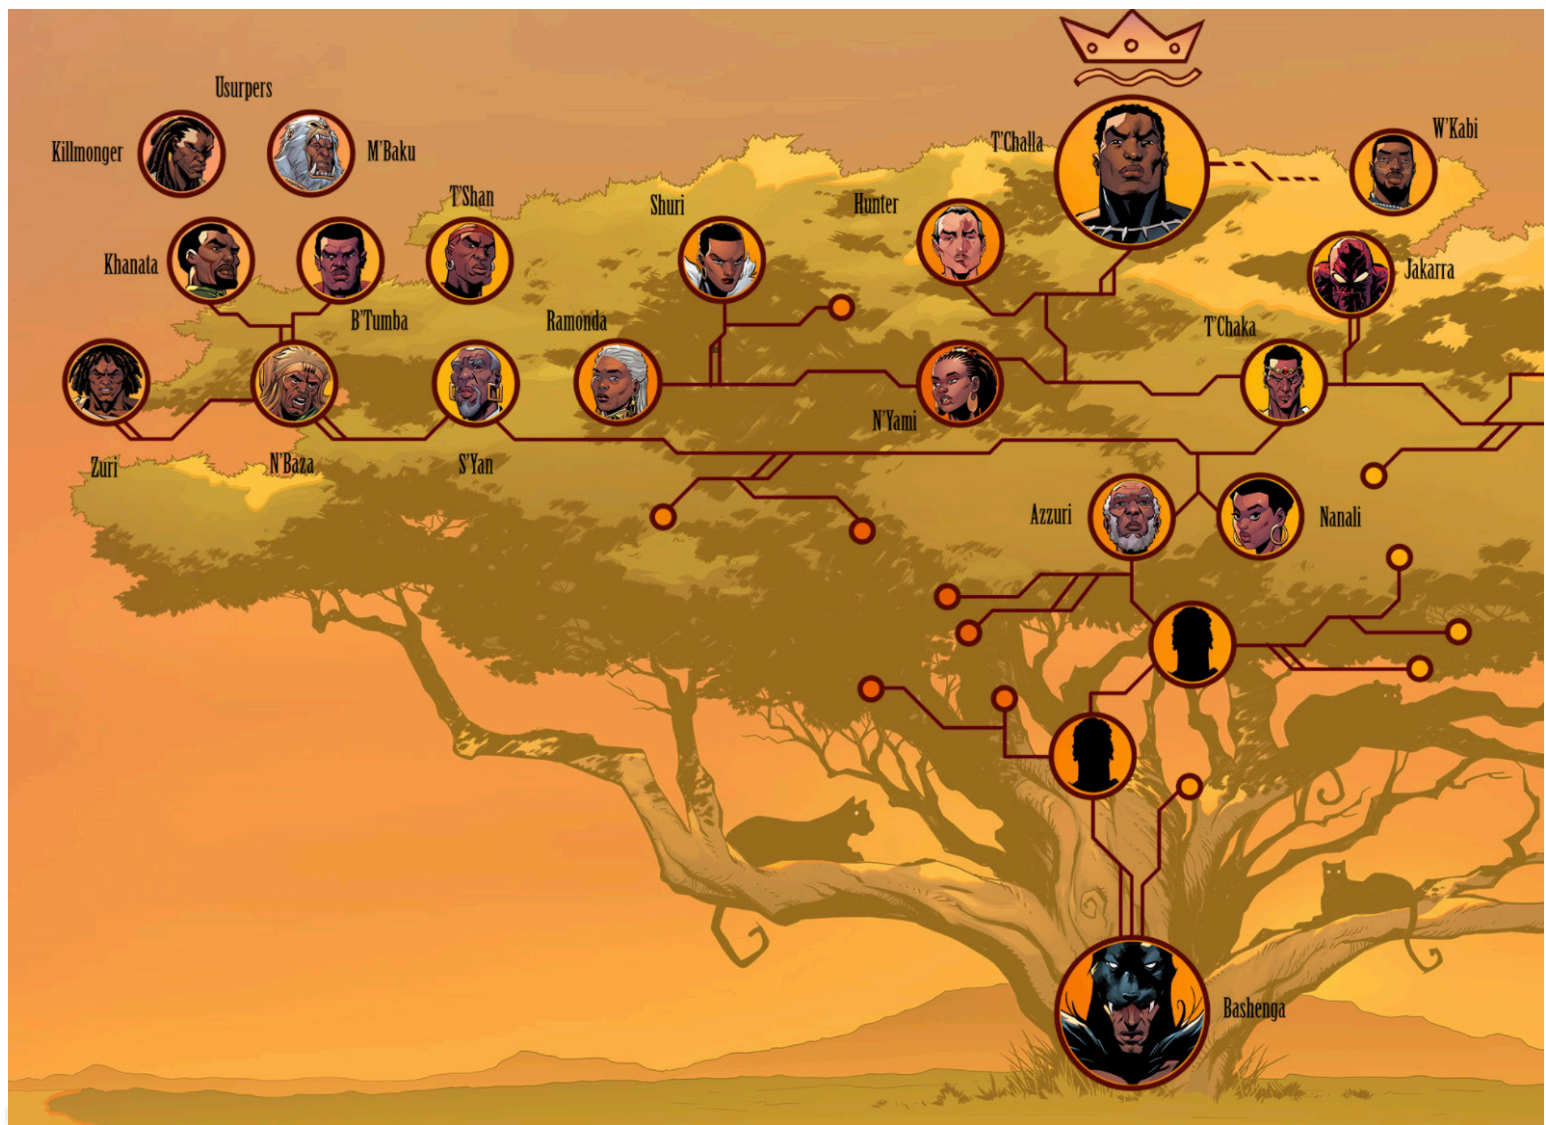 Usurpers
Killmonger
M'Baku
T'Challa
W'Kabi
T'Shan
Shuri
Hunter
Khanata
Jakarra
B'Tumba
Ramonda
T'Chaka
N'Yami
Zuri
N'Baza
S'Yan
Azzuri
Nanali
Bashenga